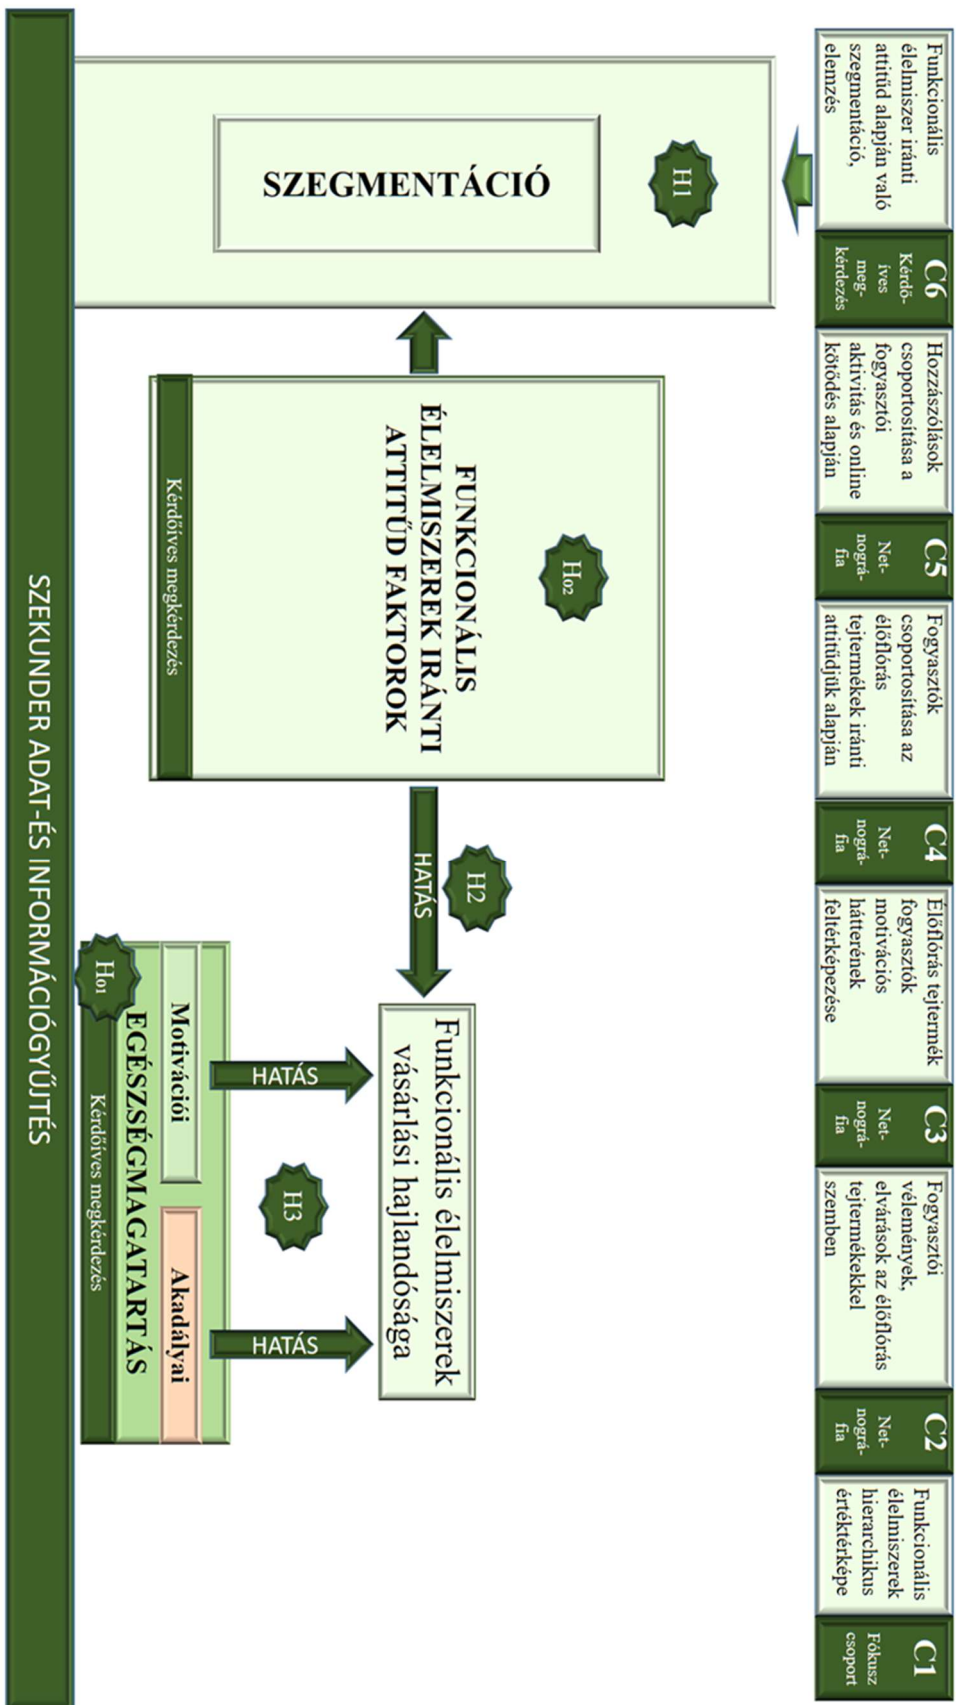 Funkcionális
élelmiszer iránti
attitűd alapján való
szegmentáció,
elemzés
C6
Kérdő-
íves
meg-
kérdezés
Hozzászólások
csoportosítása a
fogyasztói
aktivitás és online
kötődés alapján
C5
Net-
nográ-
fia
Fogyasztók
csoportosítása az
élőflórás
tejtermékek iránti
attitűdjük alapján
C4
Net-
nográ-
fia
Élőflórás tejtermék
fogyasztók
motivációs
hátterének
feltérképezése
C3
Net-
nográ-
fia
Fogyasztói
vélemények,
elvárások az élőflórás
tejtermékekkel
szemben
C2
Net-
nográ-
fia
Funkcionális
élelmiszerek
hierarchikus
értéktérképe
C1
Fókusz
csoport
H1
SZEGMENTÁCIÓ
Ho2
FUNKCIONÁLIS
ÉLELMISZEREK IRÁNTI
ATTITŰD FAKTOROK
Kérdőíves megkérdezés
H2
HATÁS
Funkcionális élelmiszerek
vásárlási hajlandósága
HATÁS
H3
HATÁS
Motivációi
Akadályai
Ho1
EGÉSZSÉGMAGATARTÁS
Kérdőíves megkérdezés
SZEKUNDER ADAT-ÉS INFORMÁCIÓGYŰJTÉS